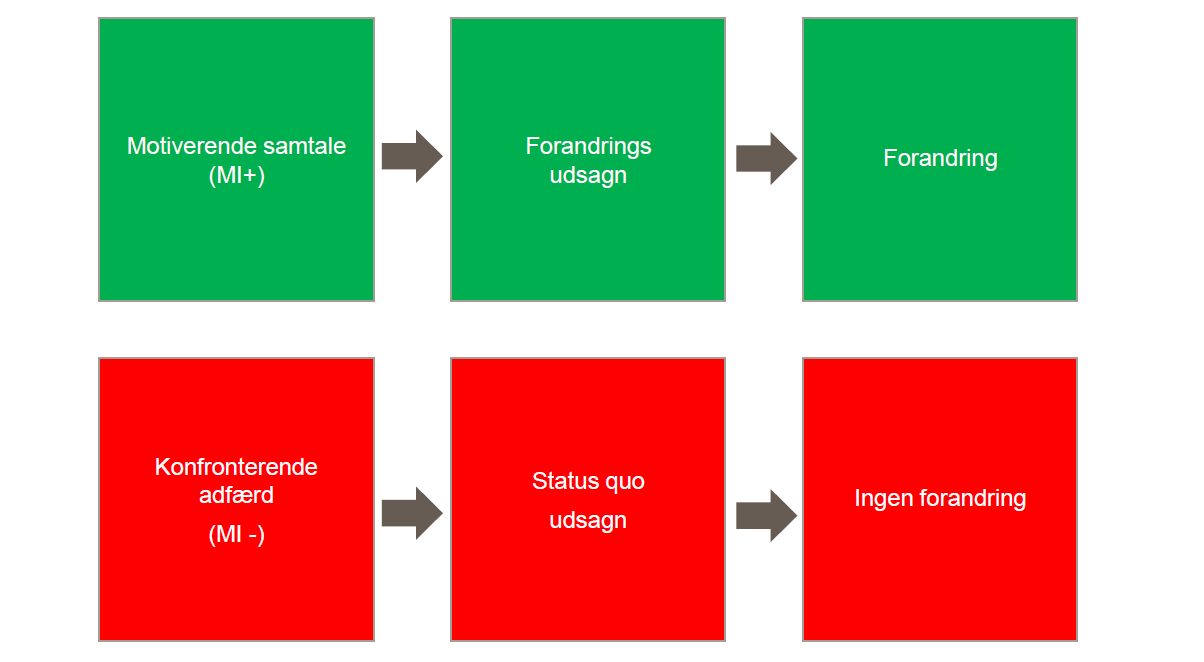 Motiverende samtale
(MI+)
Forandrings
udsagn
Forandring
Konfronterende
adfærd
(MI -)
Status quo
udsagn
Ingen forandring